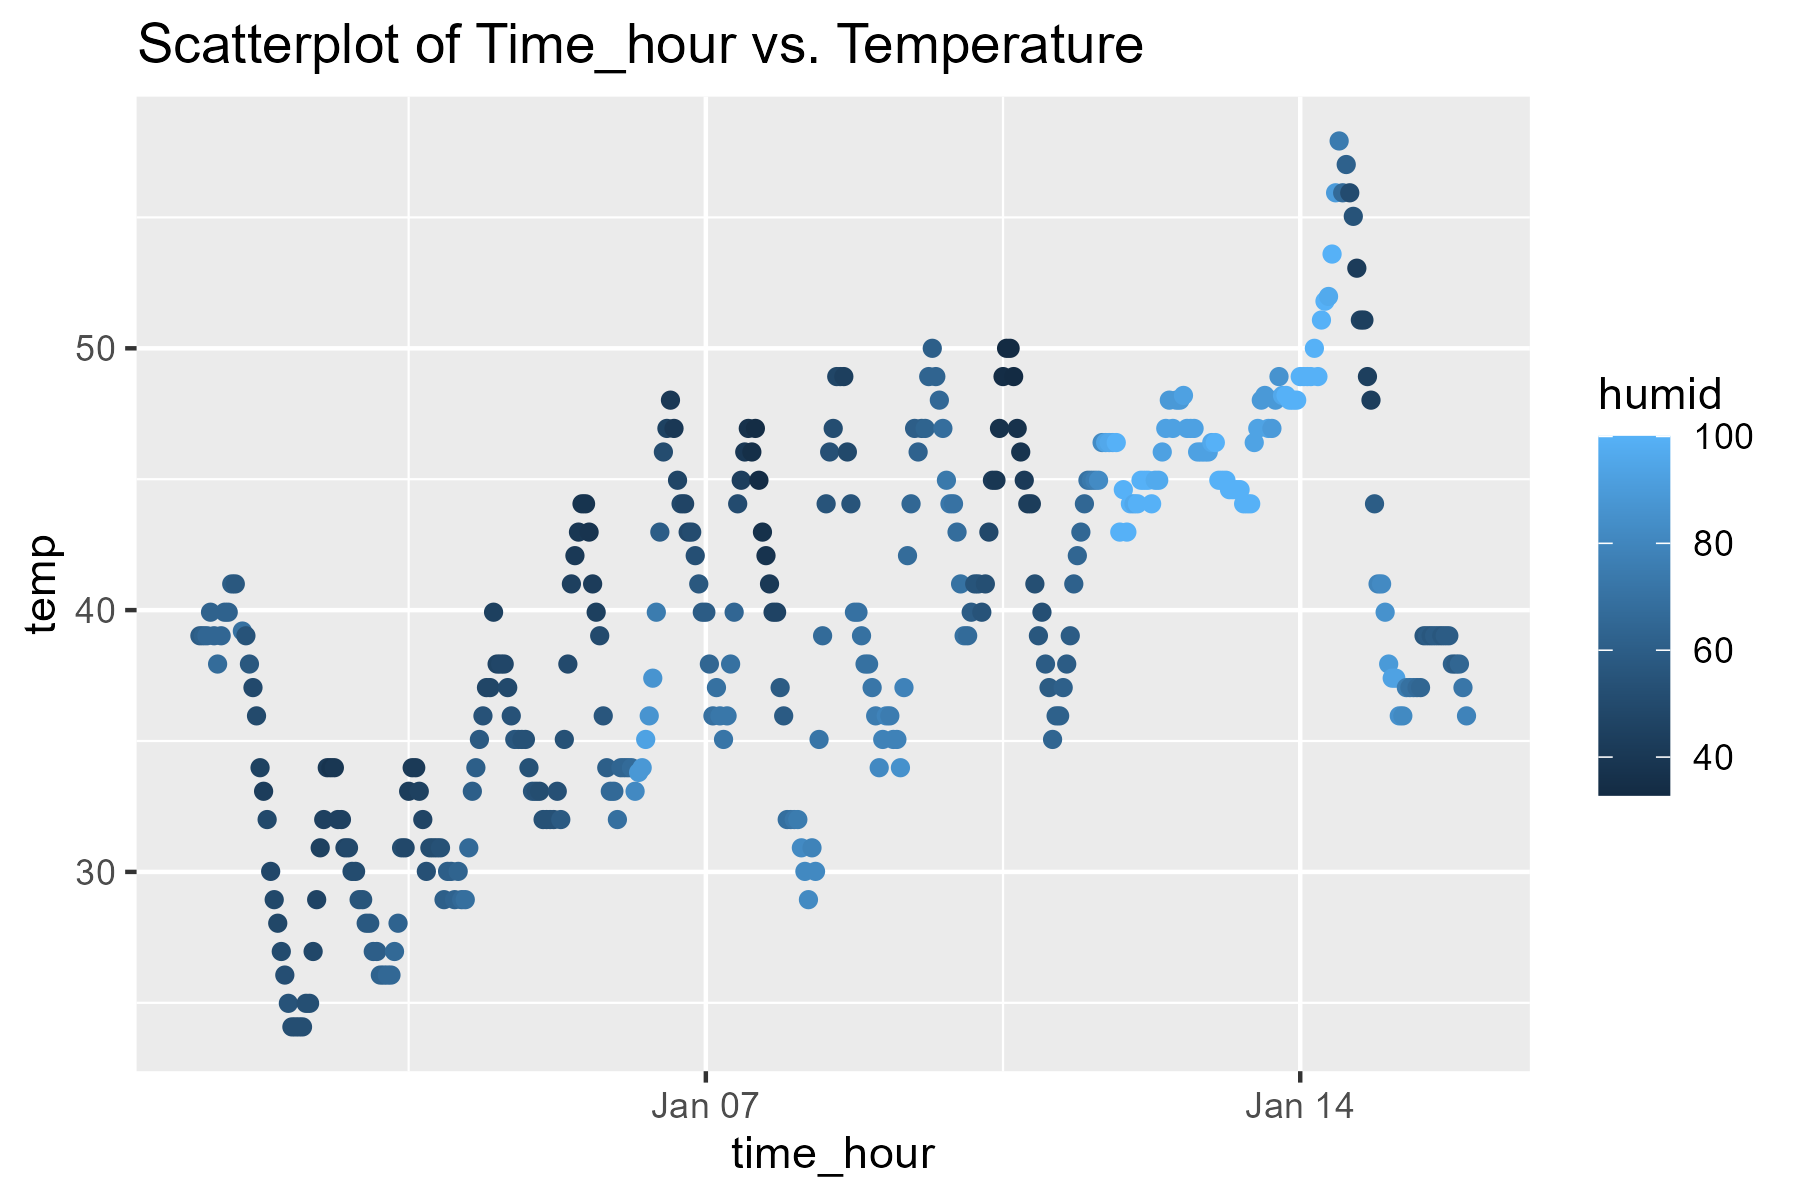 Scatterplot of Time_hour vs. Temperature
50
40
30
temp
Jan 07
Jan 14
time_hour
humid
100
80
60
40